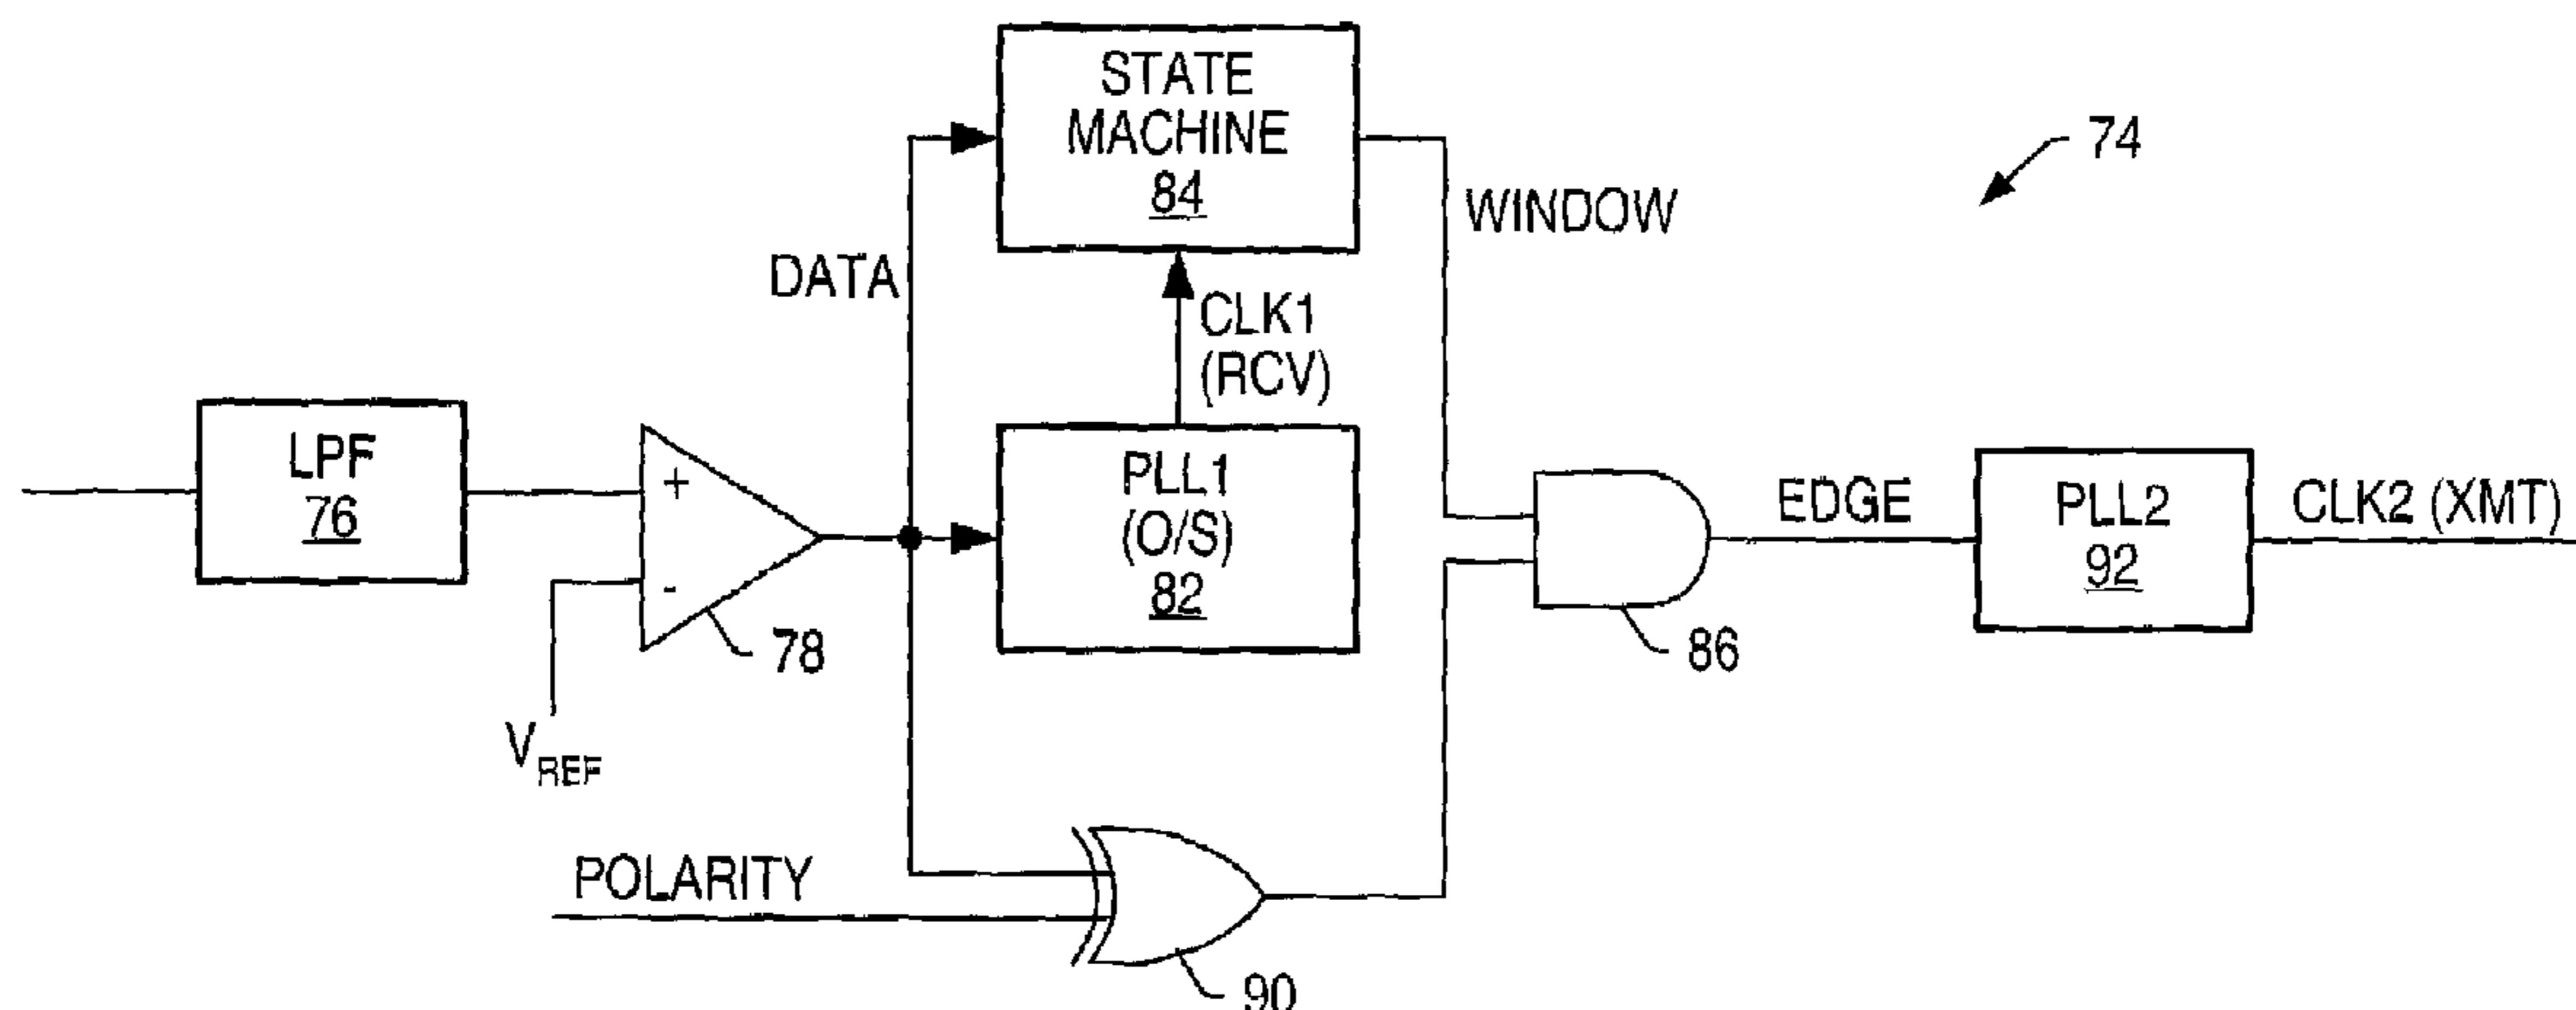 STATE
MACHINE
84
74
WINDOW
DATA
CLK1
(RCV)
LPF
76
+
-
78
VREF
PLL1
(O/S)
82
86
EDGE
PLL2
92
CLK2 (XMT)
POLARITY
90